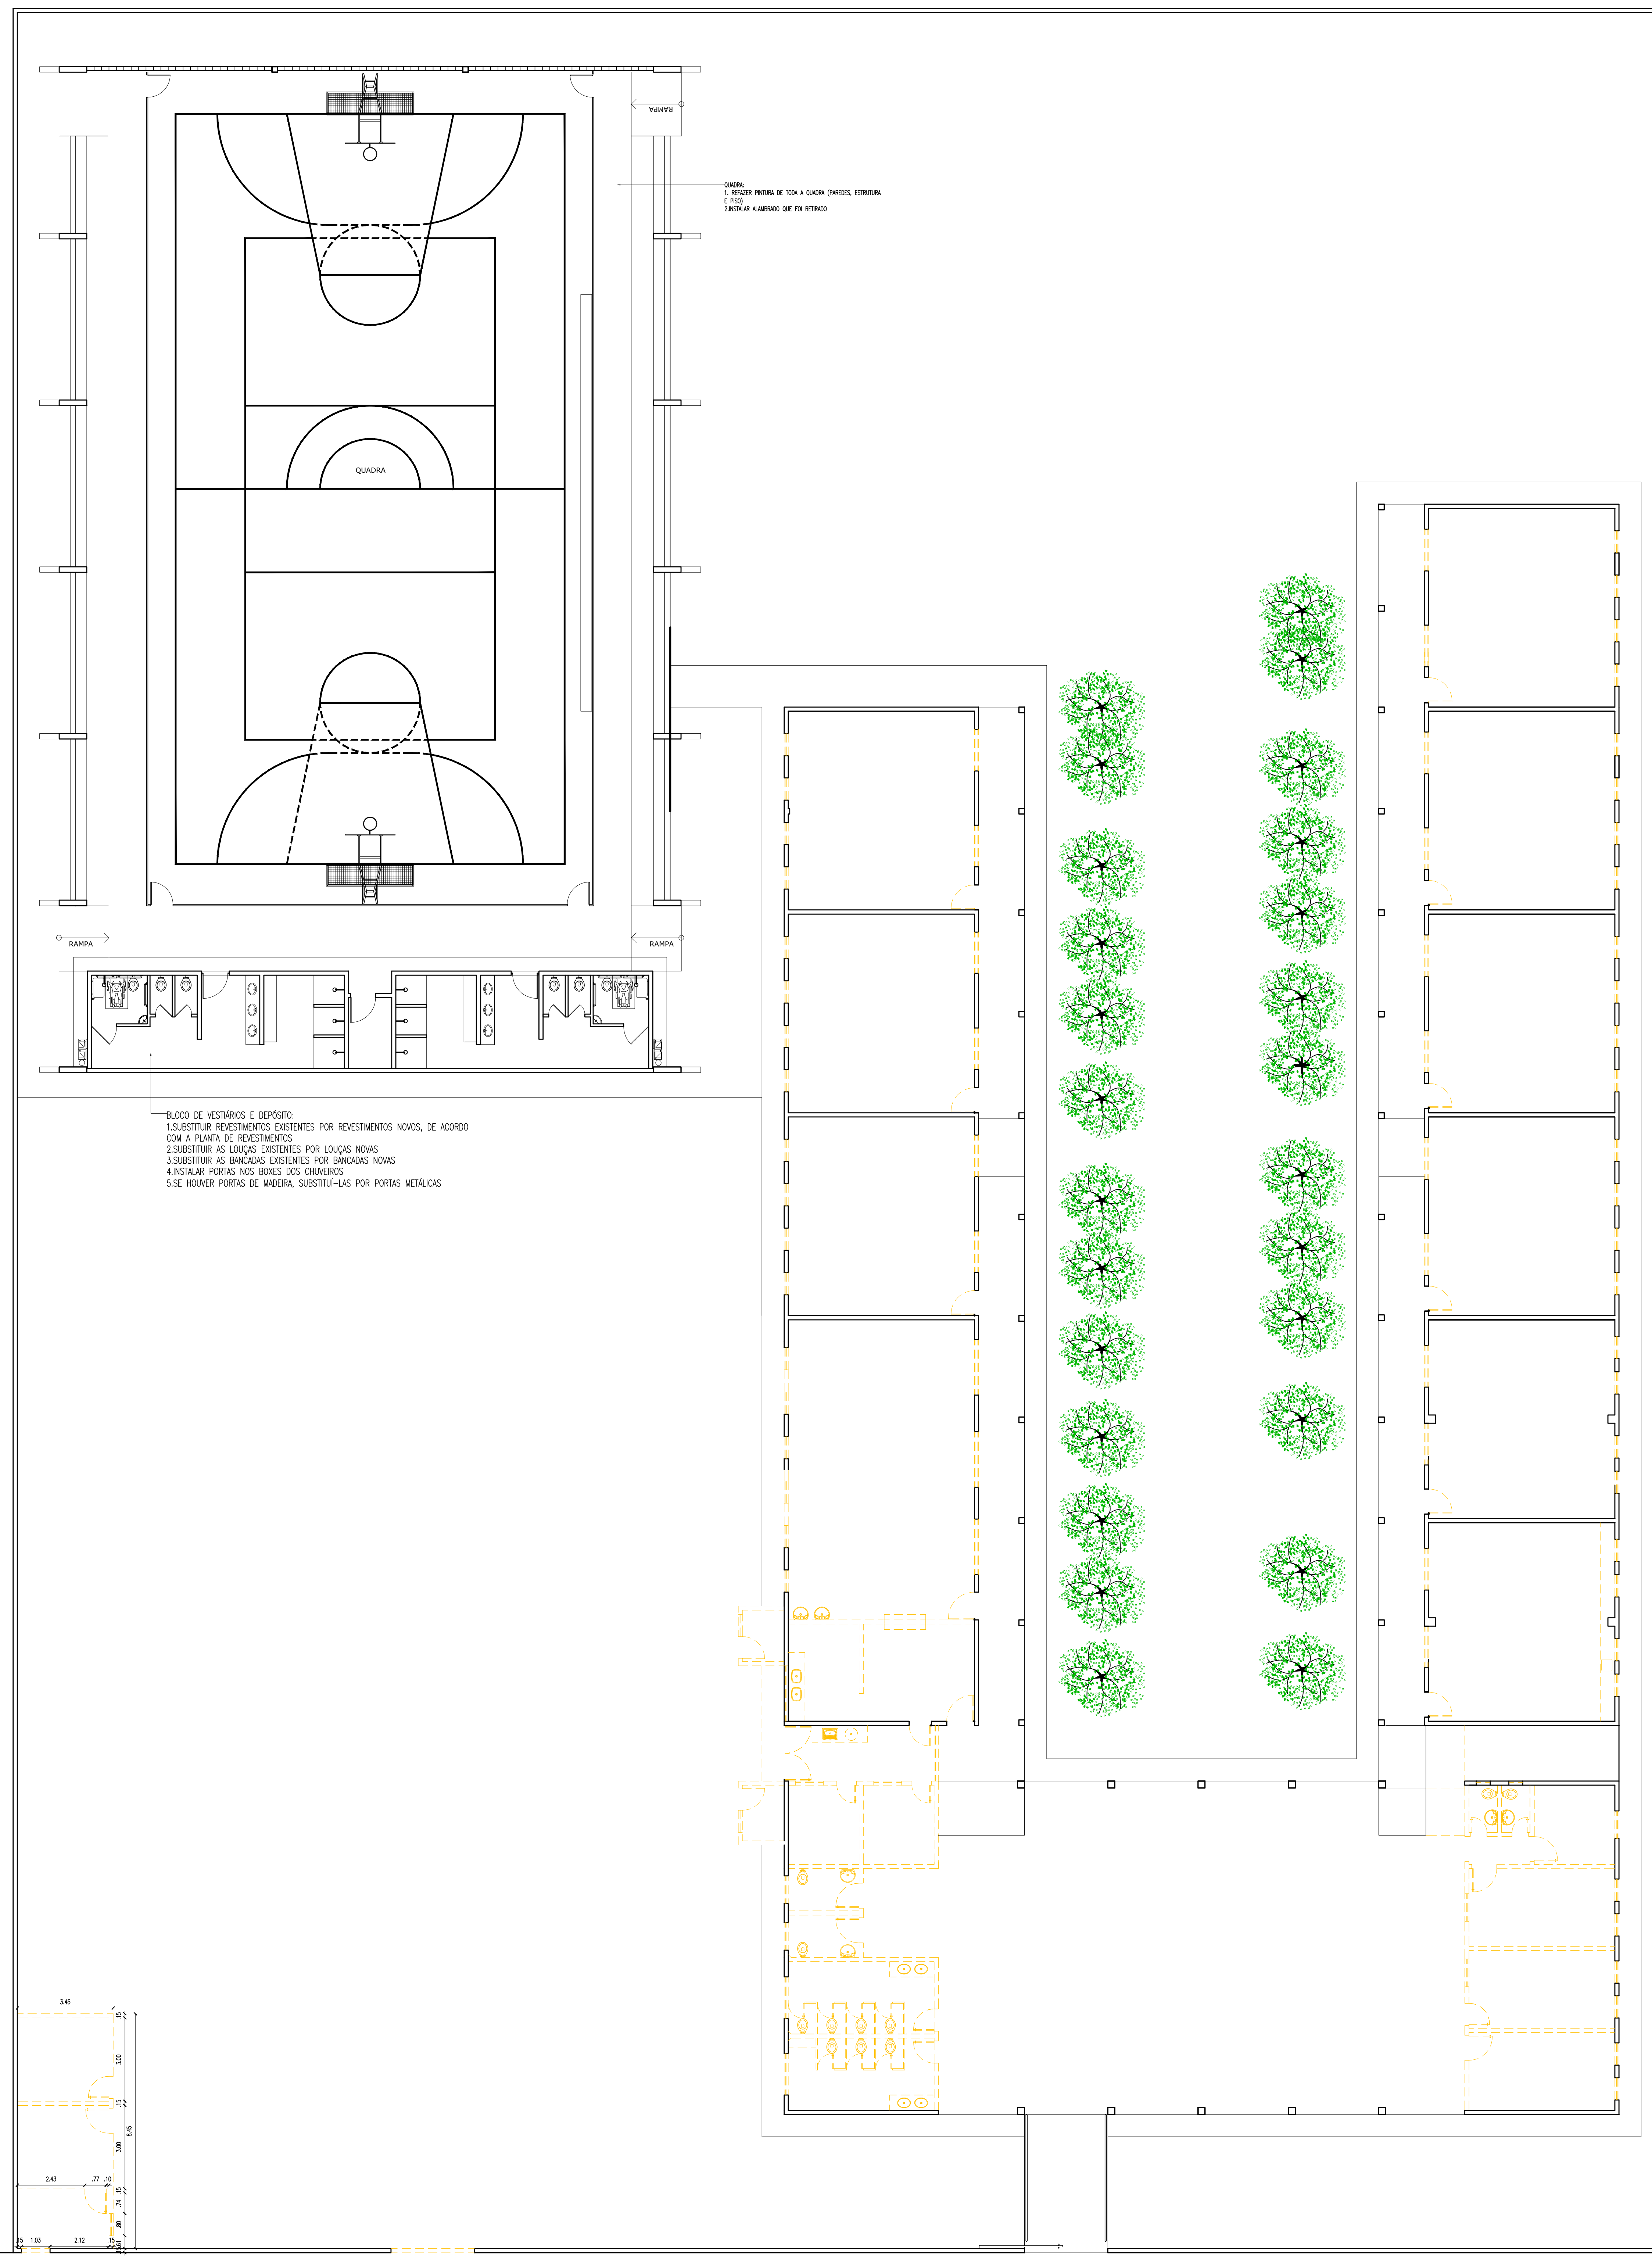 RAMPA
QUADRA:
1. REFAZER PINTURA DE TODA A QUADRA (PAREDES, ESTRUTURA
E PISO)
2.INSTALAR ALAMBRADO QUE FOI RETIRADO
QUADRA
RAMPA
RAMPA
BLOCO DE VESTIÁRIOS E DEPÓSITO:
1.SUBSTITUIR REVESTIMENTOS EXISTENTES POR REVESTIMENTOS NOVOS, DE ACORDO
COM A PLANTA DE REVESTIMENTOS
2.SUBSTITUIR AS LOUÇAS EXISTENTES POR LOUÇAS NOVAS
3.SUBSTITUIR AS BANCADAS EXISTENTES POR BANCADAS NOVAS
4.INSTALAR PORTAS NOS BOXES DOS CHUVEIROS
5.SE HOUVER PORTAS DE MADEIRA, SUBSTITUÍ-LAS POR PORTAS METÁLICAS
3.45
.15
3.00
.15
8.45
3.00
2.43 .77 .10
.15
.74
.80
.15 1.03 2.12 .15
.61